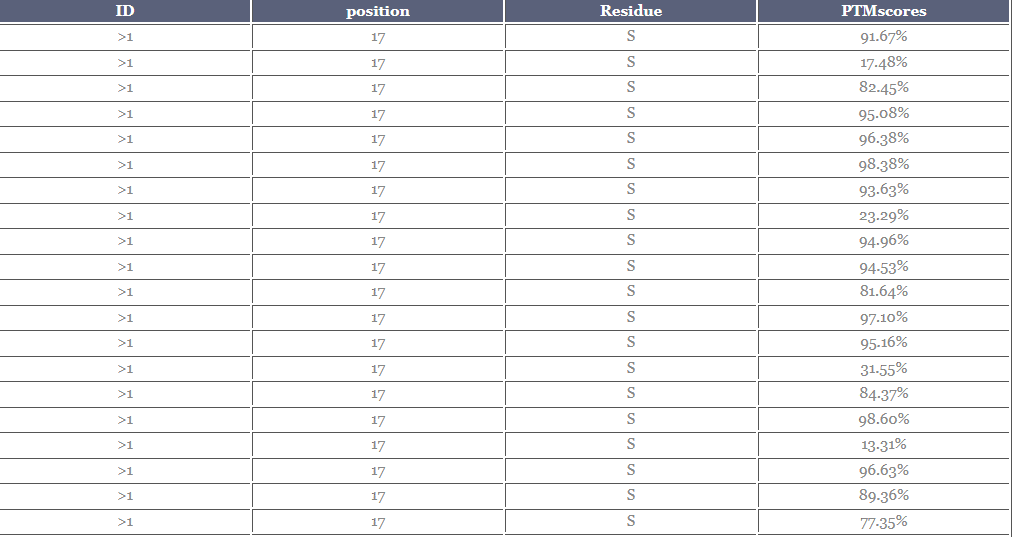 ID position Residue PTMscores
>1 17 S 91.67%
>1 17 S 17.48%
>1 17 S 82.45%
>1 17 S 95.08%
>1 17 S 96.38%
>1 17 S 98.38%
>1 17 S 93.63%
>1 17 S 23.29%
>1 17 S 94.96%
>1 17 S 94.53%
>1 17 S 81.64%
>1 17 S 97.10%
>1 17 S 95.16%
>1 17 S 31.55%
>1 17 S 84.37%
>1 17 S 98.60%
>1 17 S 13.31%
>1 17 S 96.63%
>1 17 S 89.36%
>1 17 S 77.35%